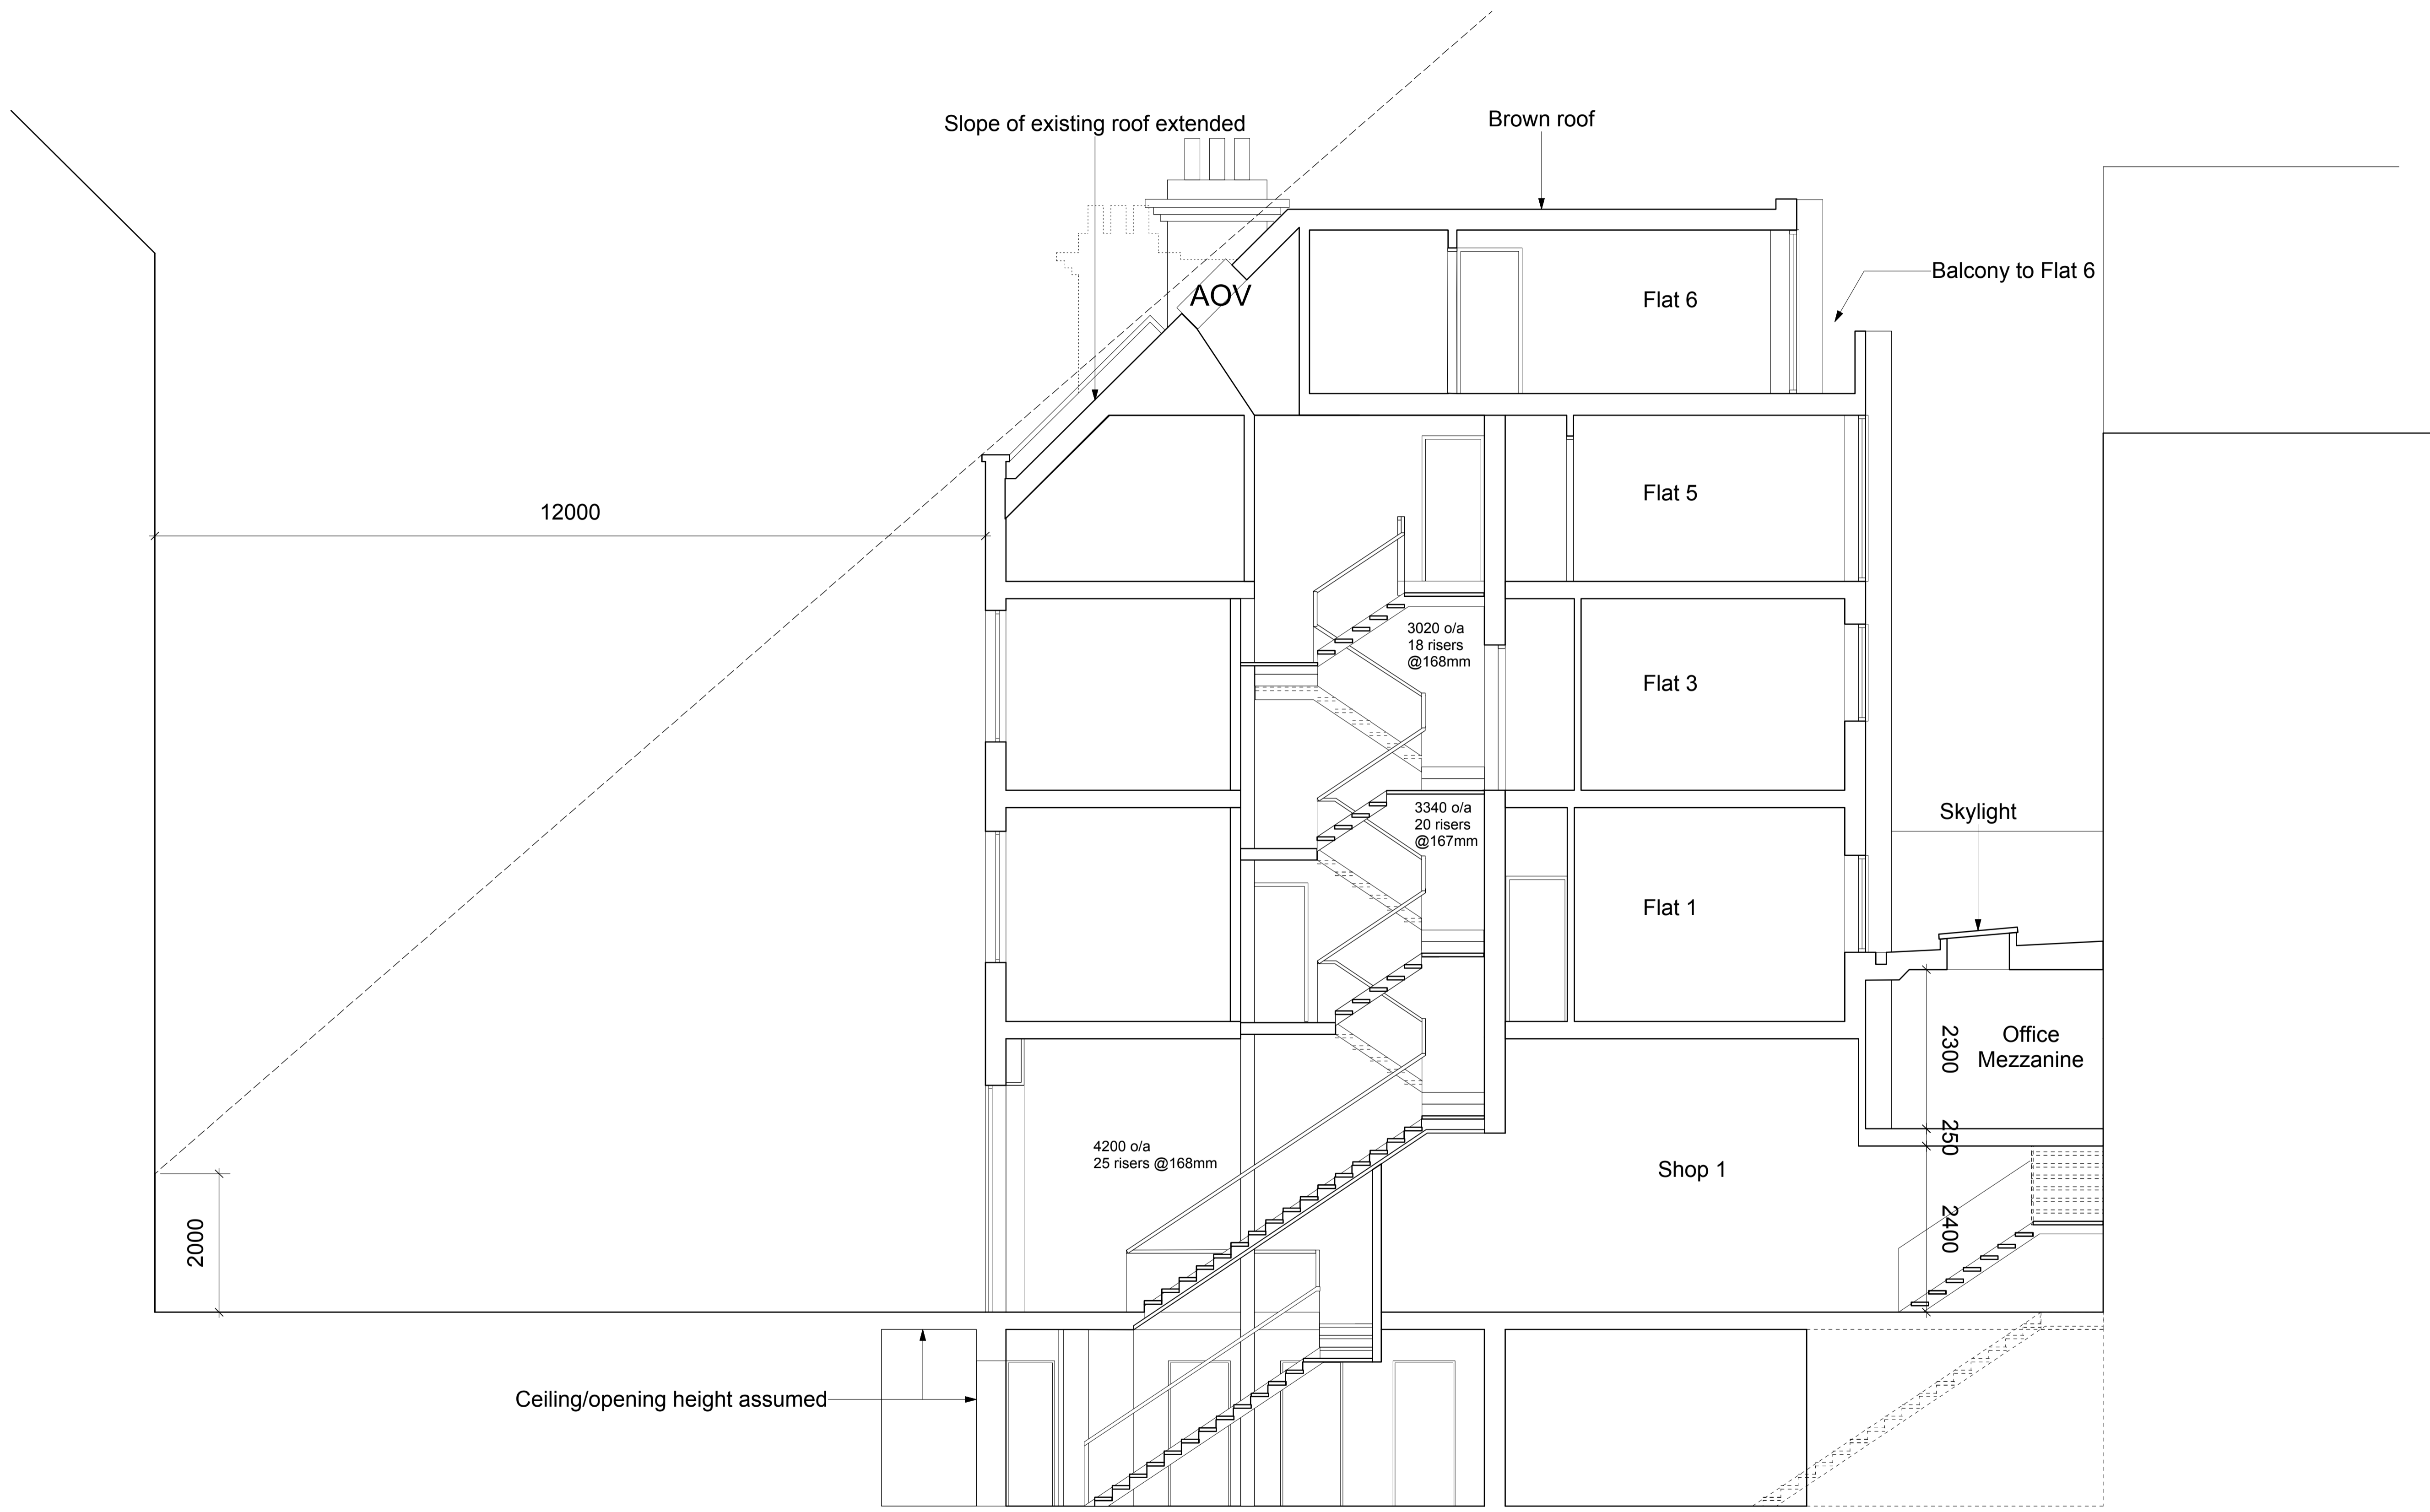 Slope of existing roof extended
Brown roof
AOV
Flat 6
Balcony to Flat 6
12000
Flat 5
3020 o/a
18 risers
@168mm
Flat 3
3340 o/a
20 risers
@167mm
Skylight
Flat 1
2300
Office
Mezzanine
250
4200 o/a
25 risers @168mm
Shop 1
2400
2000
Ceiling/opening height assumed